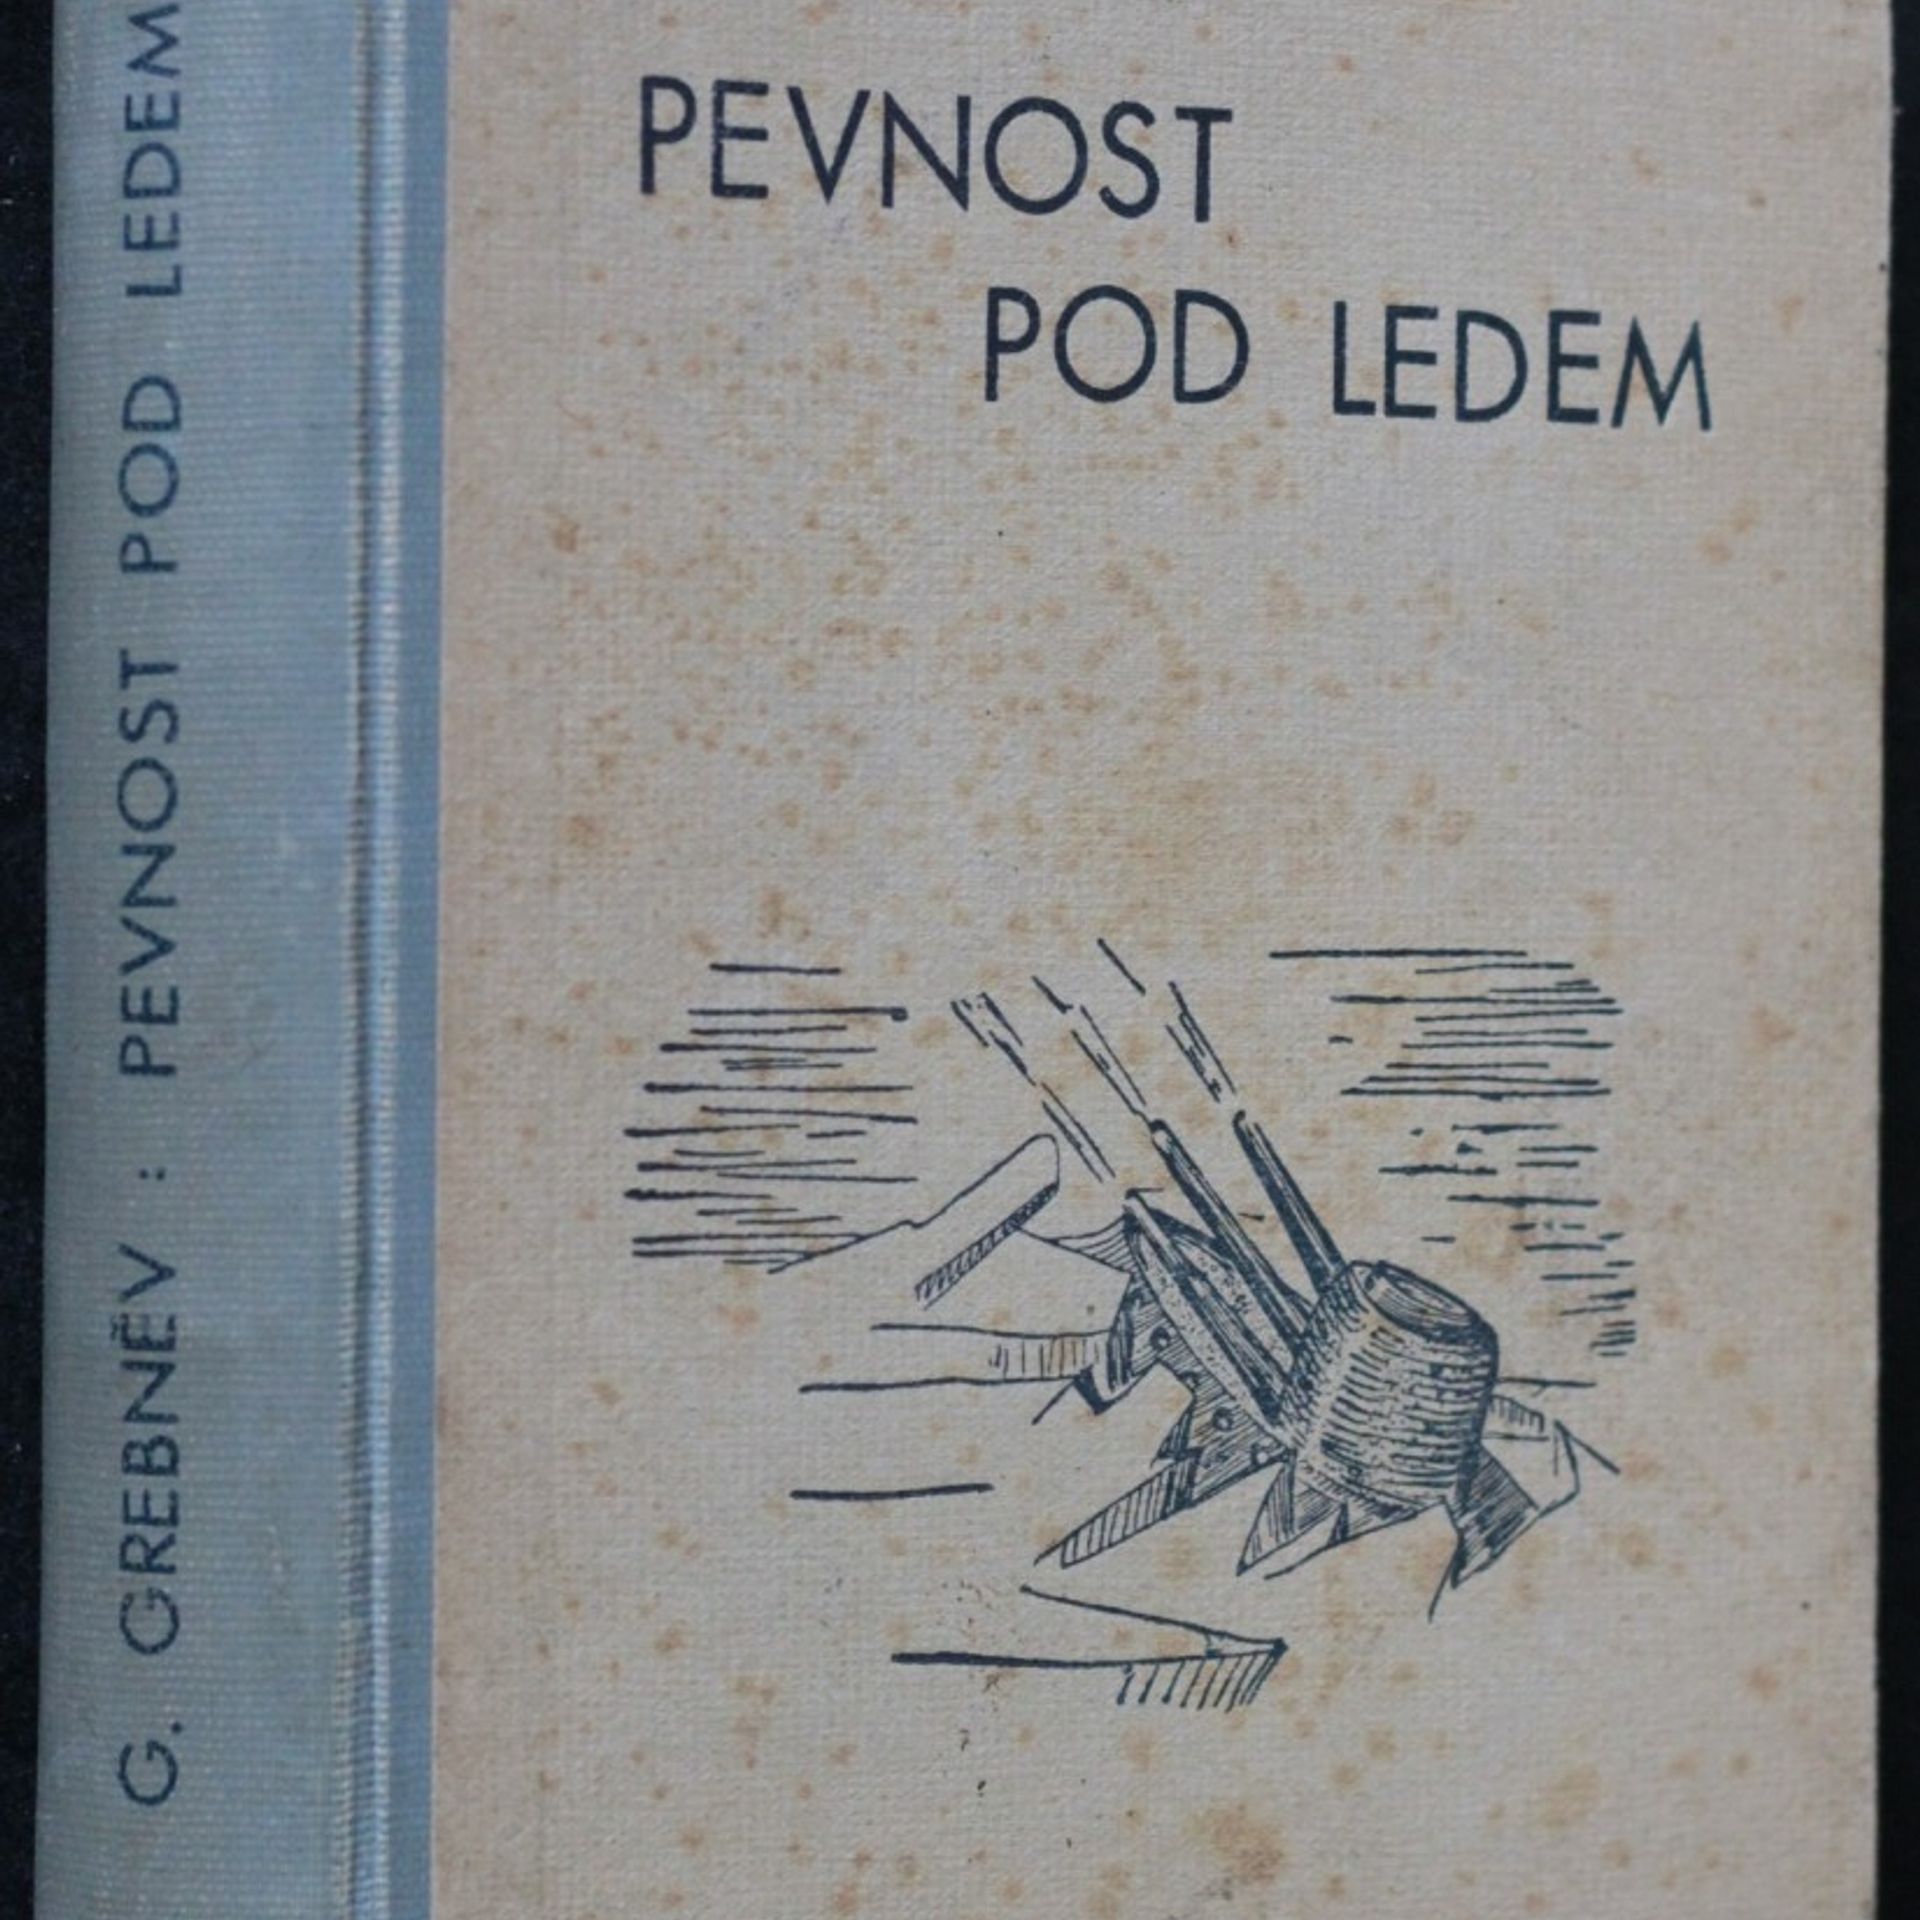 PEVNOST
POD LEDEM
G. GREBNĚV : PEVNOST POD LEDEM